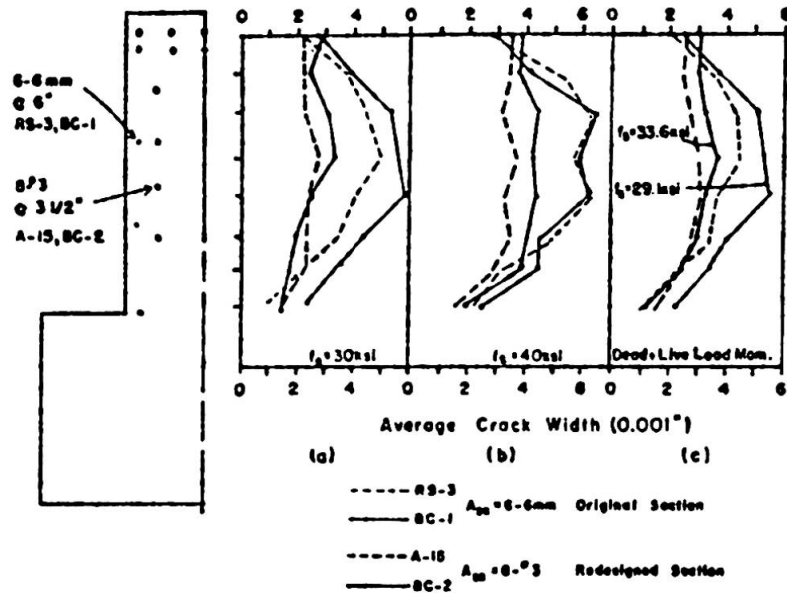 0 2 4 6 0 2 4 6 0 2 4 6
6-6mm
@ 6"
RS-3, BC-1
8#3
@ 3 1/2"
A-15, BC-2
fs=33.6ksi
fs=29.1ksi
fs=30ksi
fs=40ksi
Dead+Live Load Mom.
0 2 4 6 0 2 4 6 0 2 4 6
Average Crack Width (0.001")
(a) (b) (c)
RS-3
BC-1
=6-6mm Original Section
A-15
BC-2
=8-#3 Redesigned Section